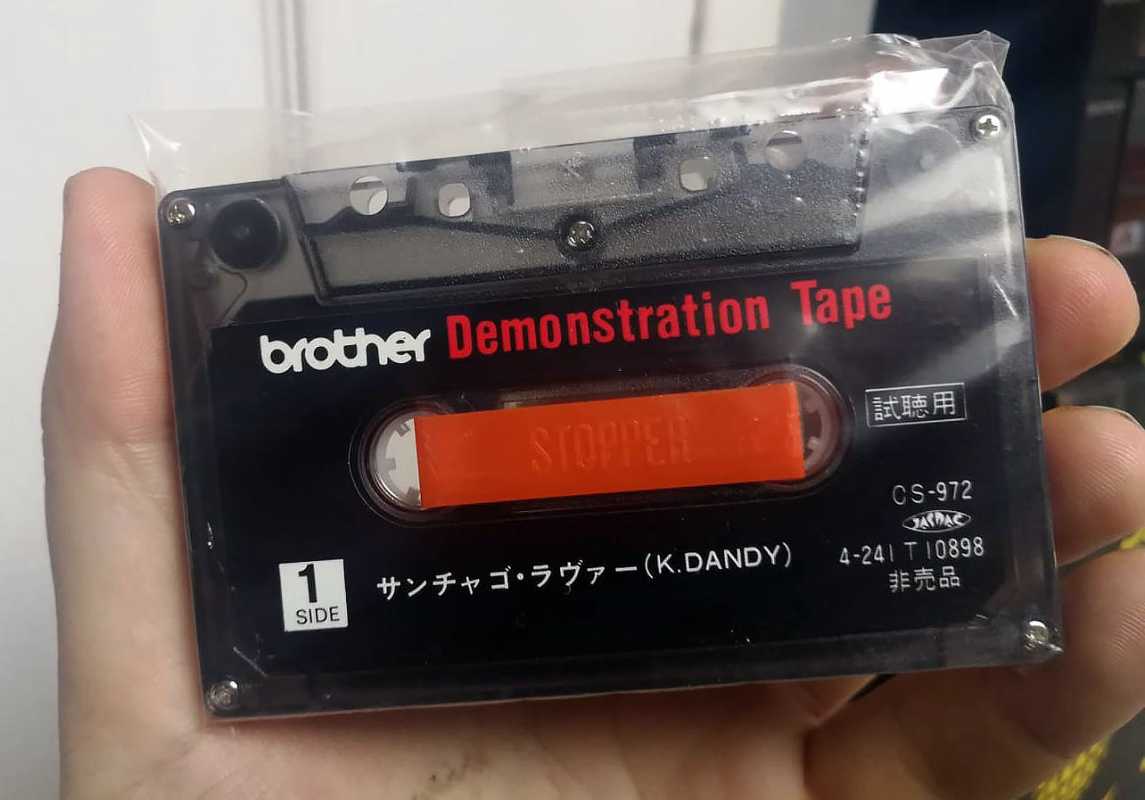 brother Demonstration Tape
STOPPER
試聴用
CS-972
JASRAC
4-241 T10898
非売品
1
SIDE
サンチャゴ・ラヴァー(K.DANDY)